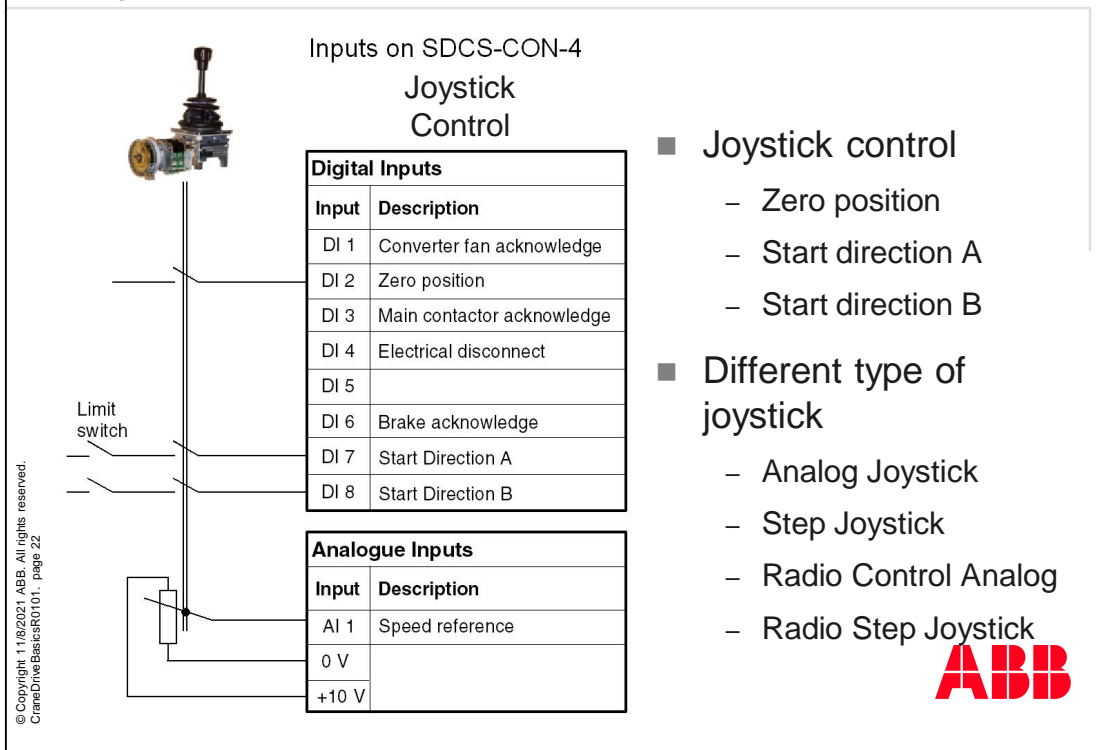 Inputs on SDCS-CON-4
Joystick
Control
Digital Inputs
Input Description
DI 1 Converter fan acknowledge
DI 2 Zero position
DI 3 Main contactor acknowledge
DI 4 Electrical disconnect
DI 5
DI 6 Brake acknowledge
DI 7 Start Direction A
DI 8 Start Direction B
Limit
switch
Analogue Inputs
Input Description
AI 1 Speed reference
0 V
+10 V
■ Joystick control
– Zero position
– Start direction A
– Start direction B
■ Different type of
joystick
– Analog Joystick
– Step Joystick
– Radio Control Analog
– Radio Step Joystick
ABB
© Copyright 11/8/2021 ABB. All rights reserved.
CraneDriveBasicsR0101. page 22